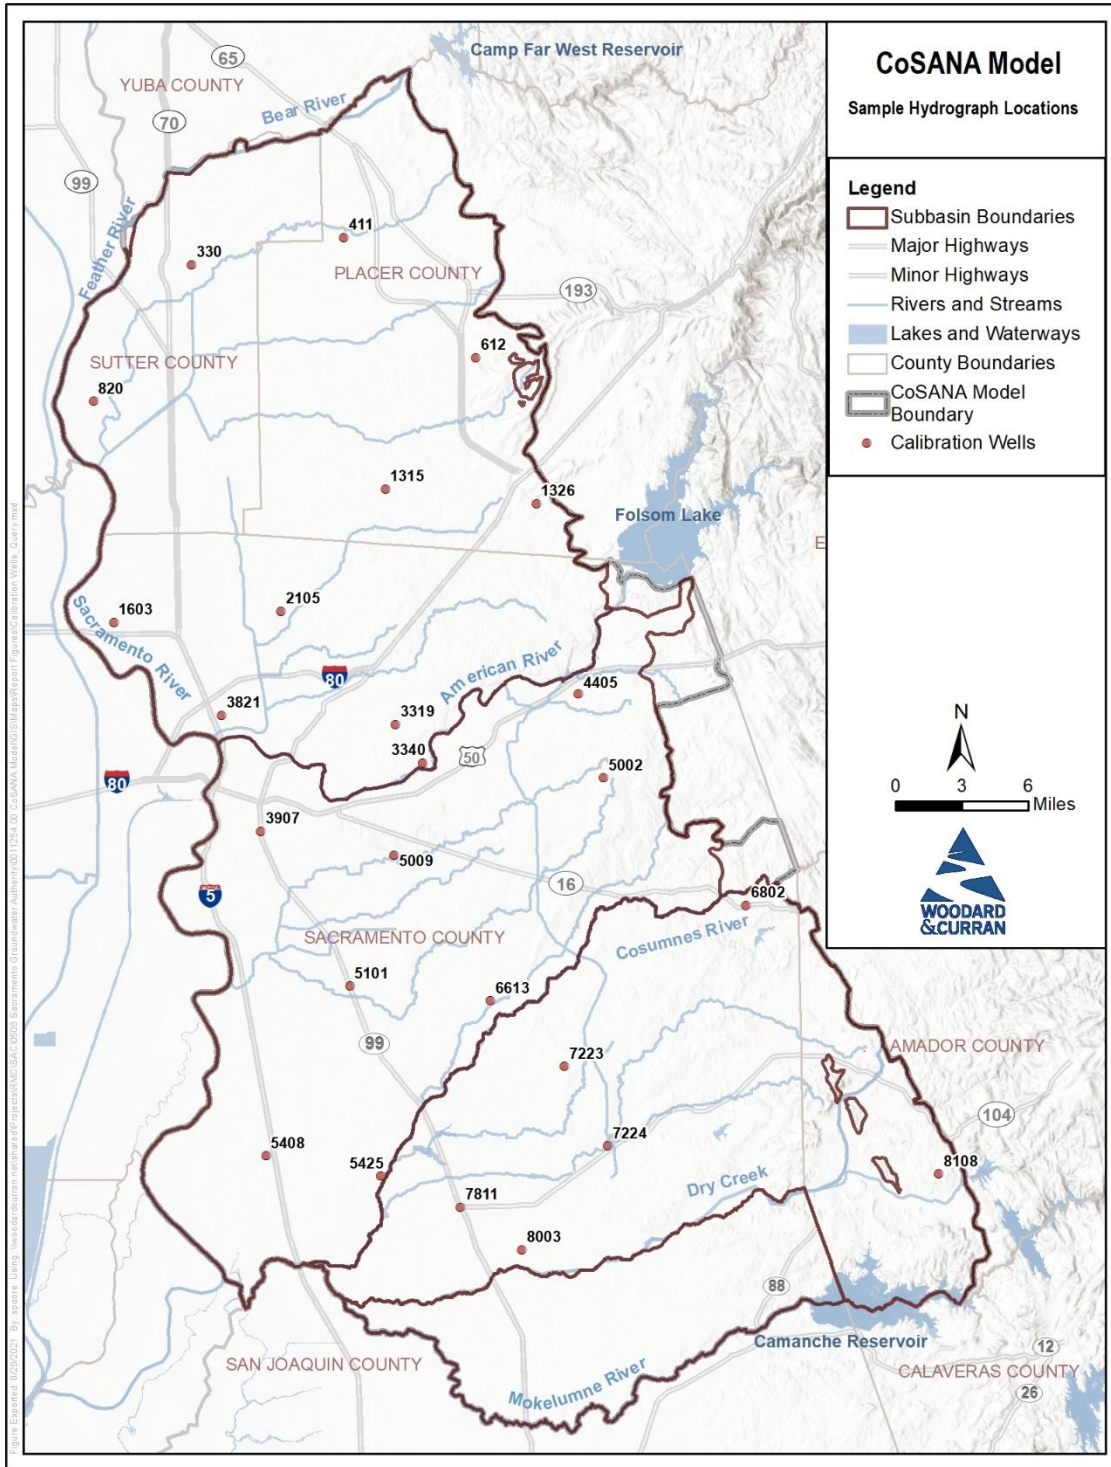 CoSANA Model
Sample Hydrograph Locations
Legend
Subbasin Boundaries
Major Highways
Minor Highways
Rivers and Streams
Lakes and Waterways
County Boundaries
CoSANA Model
Boundary
Calibration Wells
N
0 3 6
Miles
WOODARD
&CURRAN
Camp Far West Reservoir
65
YUBA COUNTY
Bear River
70
99
Feather River
411
330
PLACER COUNTY
193
612
SUTTER COUNTY
820
1315
1326
Folsom Lake
E
1603
2105
Sacramento River
80
American River
4405
3821
3319
3340
50
5002
80
3907
5009
16
5
6802
SACRAMENTO COUNTY
Cosumnes River
5101
6613
99
7223
AMADOR COUNTY
104
7224
5408
5425
8108
Dry Creek
7811
8003
88
Camanche Reservoir
12
SAN JOAQUIN COUNTY
CALAVERAS COUNTY
26
Mokelumne River